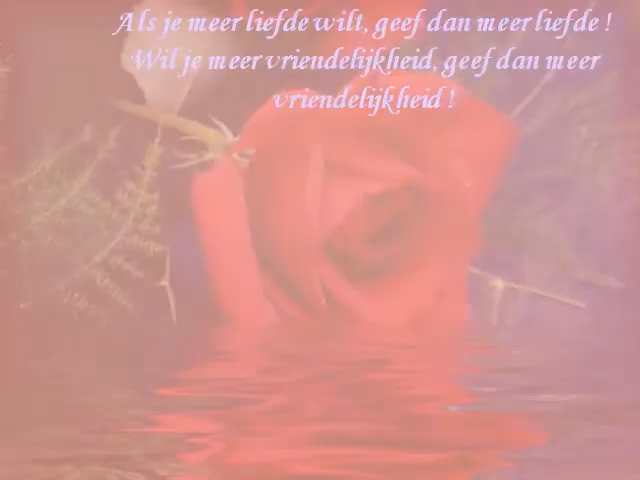 Als je meer liefde wilt, geef dan meer liefde !
Wil je meer vriendelijkheid, geef dan meer
vriendelijkheid !